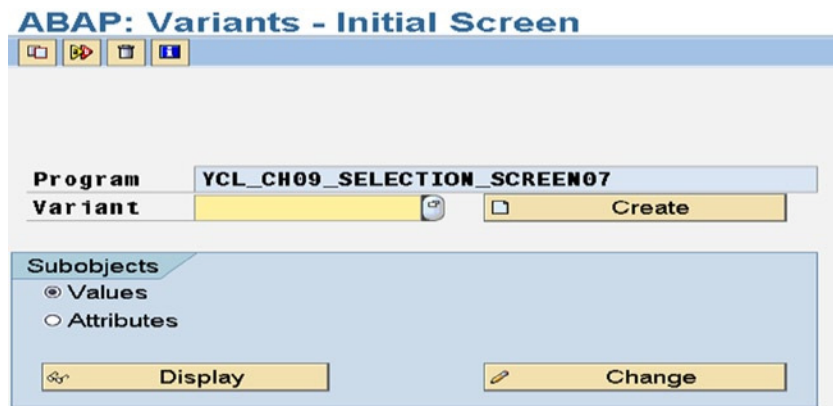 ABAP: Variants - Initial Screen
Program YCL_CH09_SELECTION_SCREEN07
Variant Create
Subobjects
Values
Attributes
Display Change